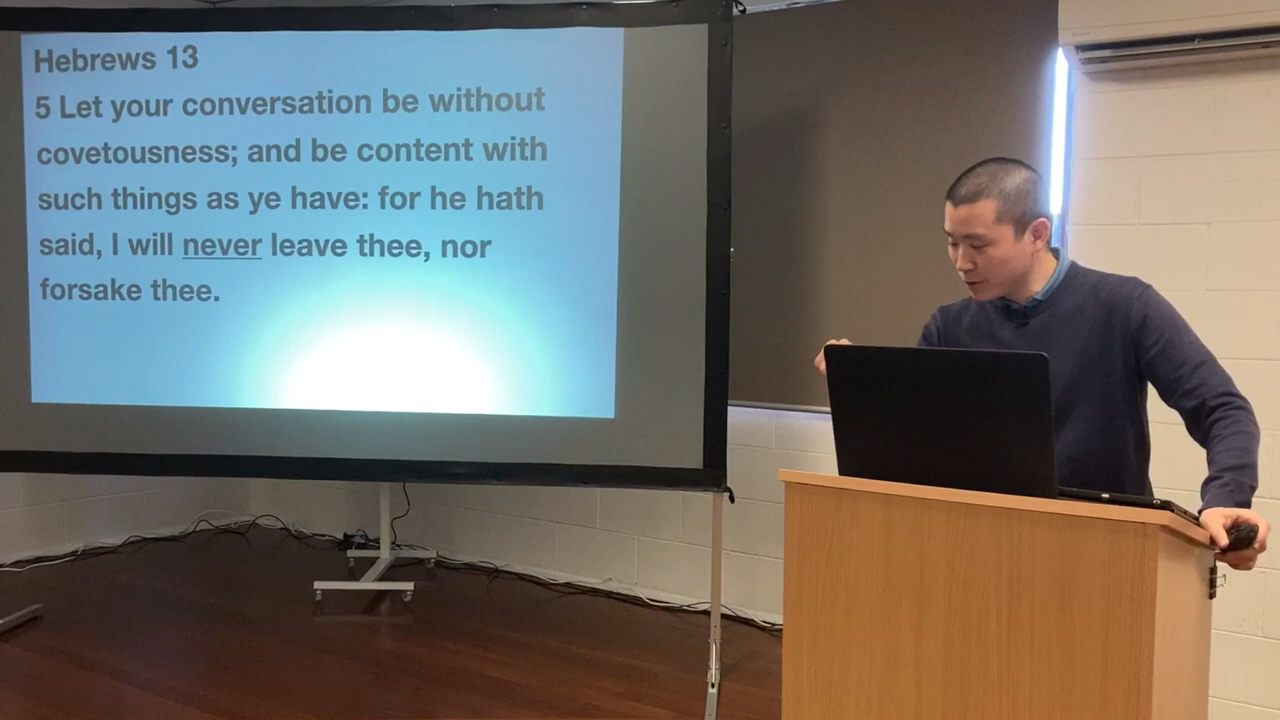 Hebrews 13
5 Let your conversation be without
covetousness; and be content with
such things as ye have: for he hath
said, I will never leave thee, nor
forsake thee.